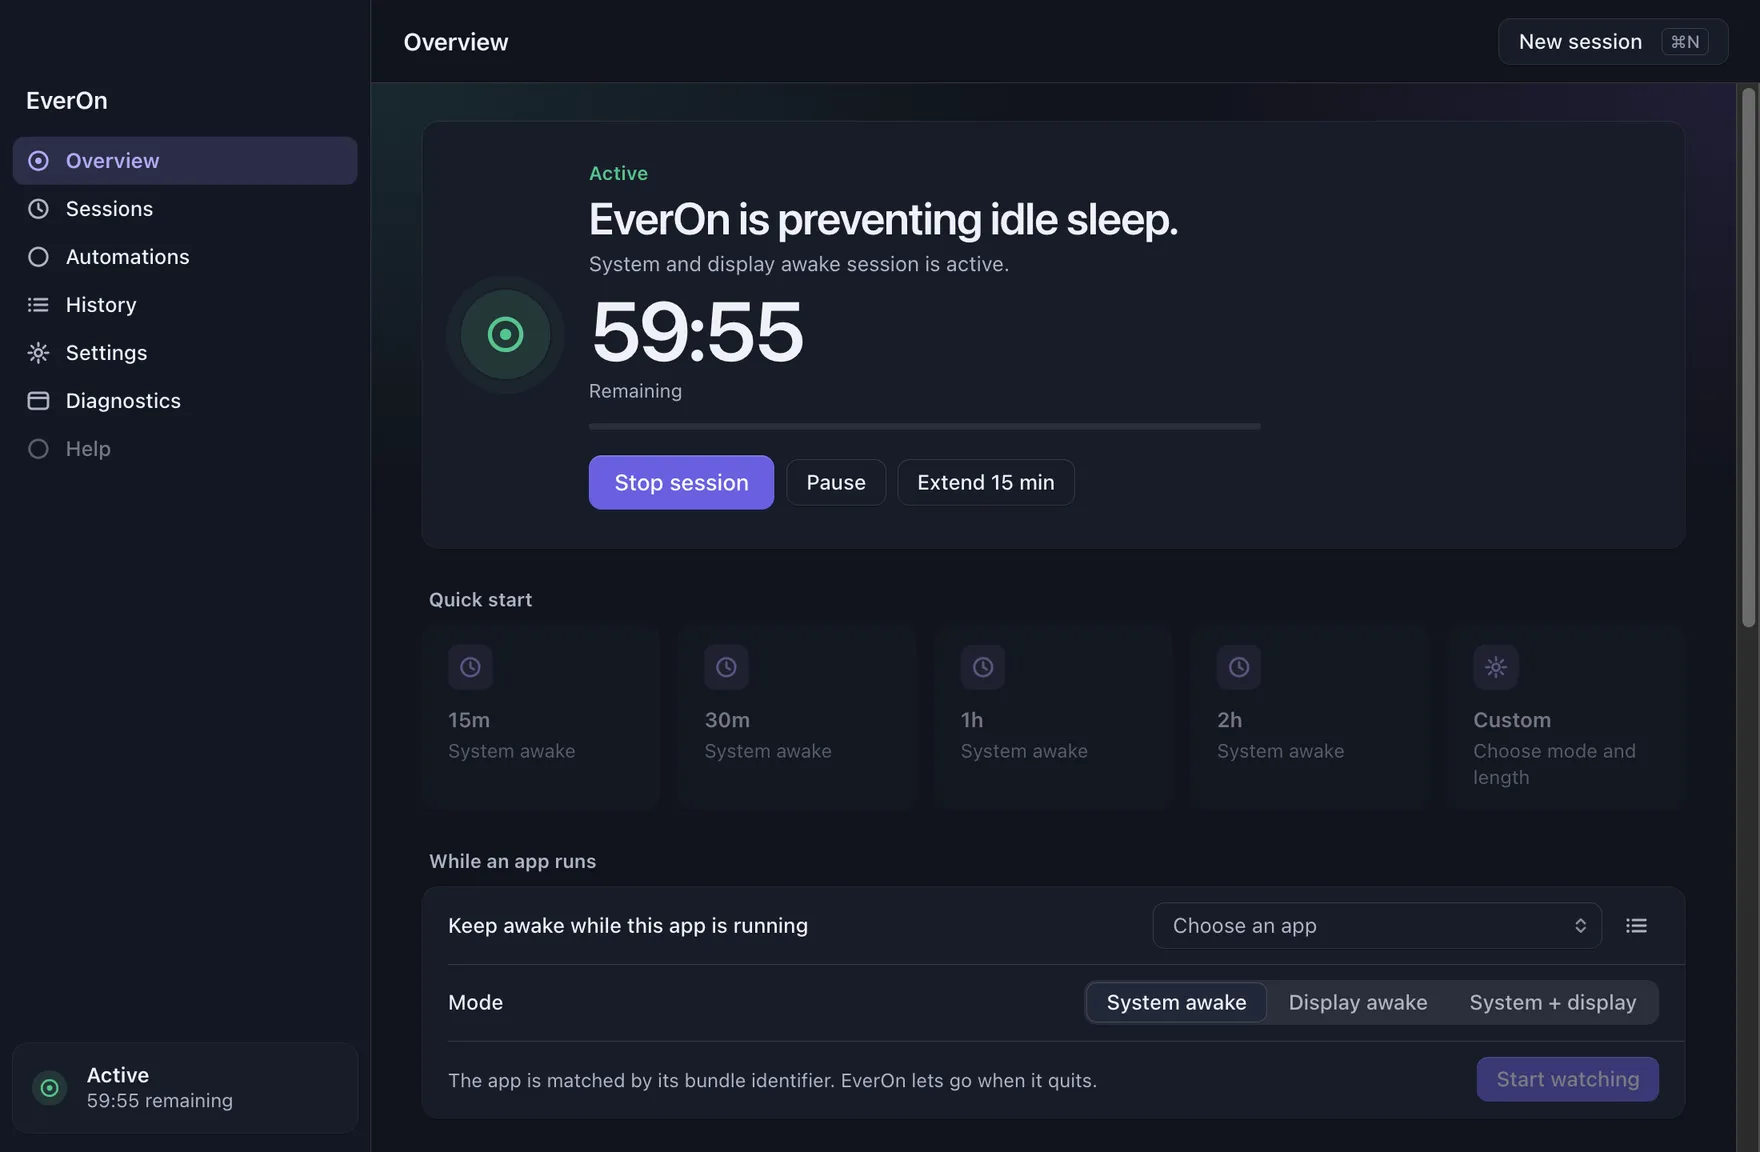 Overview
New session ⌘N
EverOn
Overview
Sessions
Automations
History
Settings
Diagnostics
Help
Active
59:55 remaining
Active
EverOn is preventing idle sleep.
System and display awake session is active.
59:55
Remaining
Stop session
Pause
Extend 15 min
Quick start
15m
System awake
30m
System awake
1h
System awake
2h
System awake
Custom
Choose mode and
length
While an app runs
Keep awake while this app is running
Choose an app
Mode
System awake
Display awake
System + display
The app is matched by its bundle identifier. EverOn lets go when it quits.
Start watching